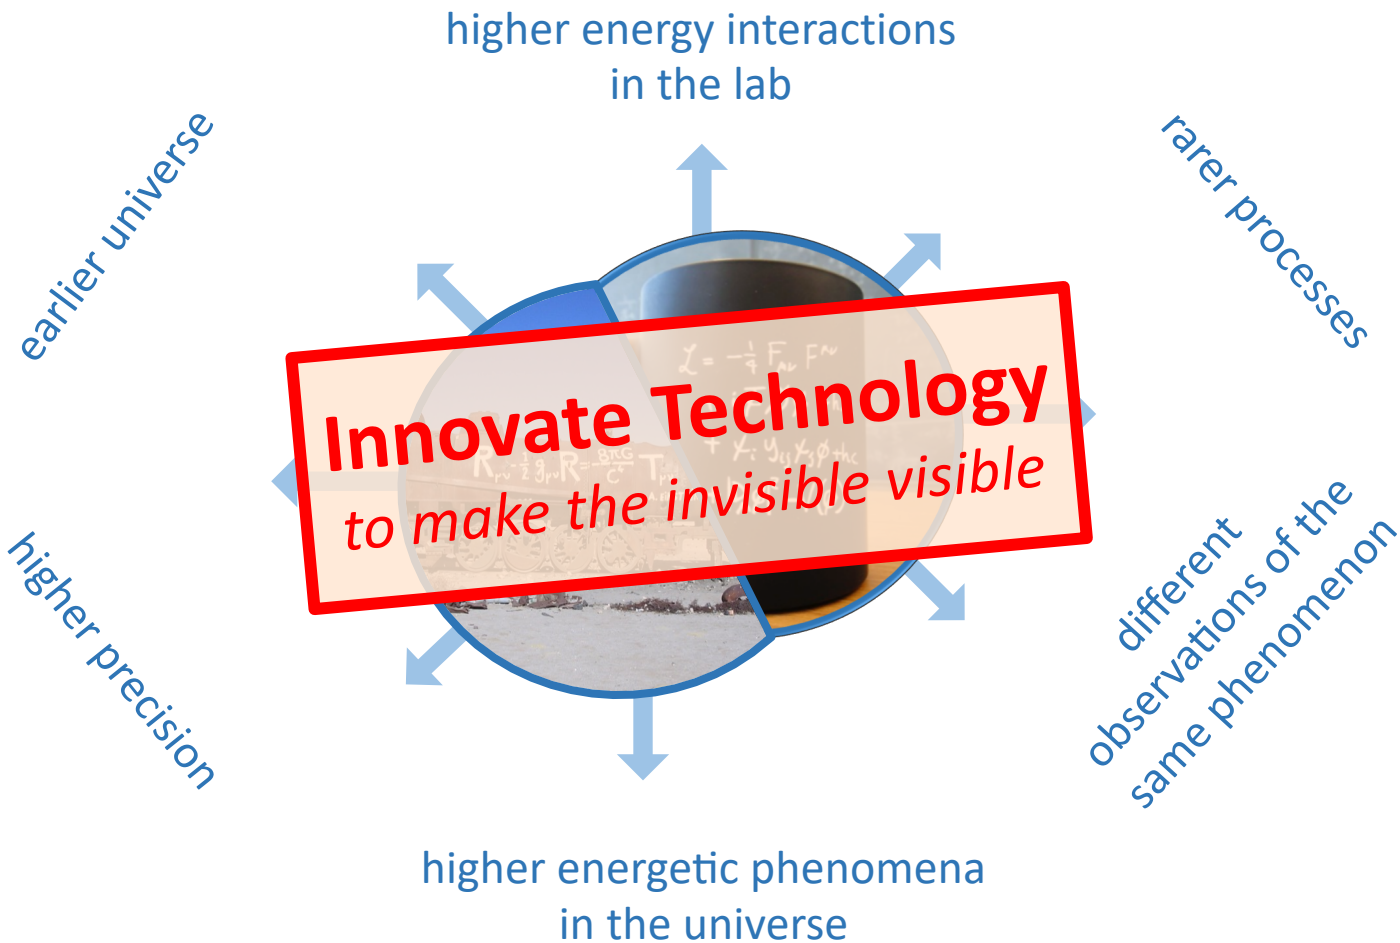 higher energy interactions
in the lab
earlier universe
rarer processes
Innovate Technology
to make the invisible visible
higher precision
different
observations of the
same phenomenon
higher energetic phenomena
in the universe